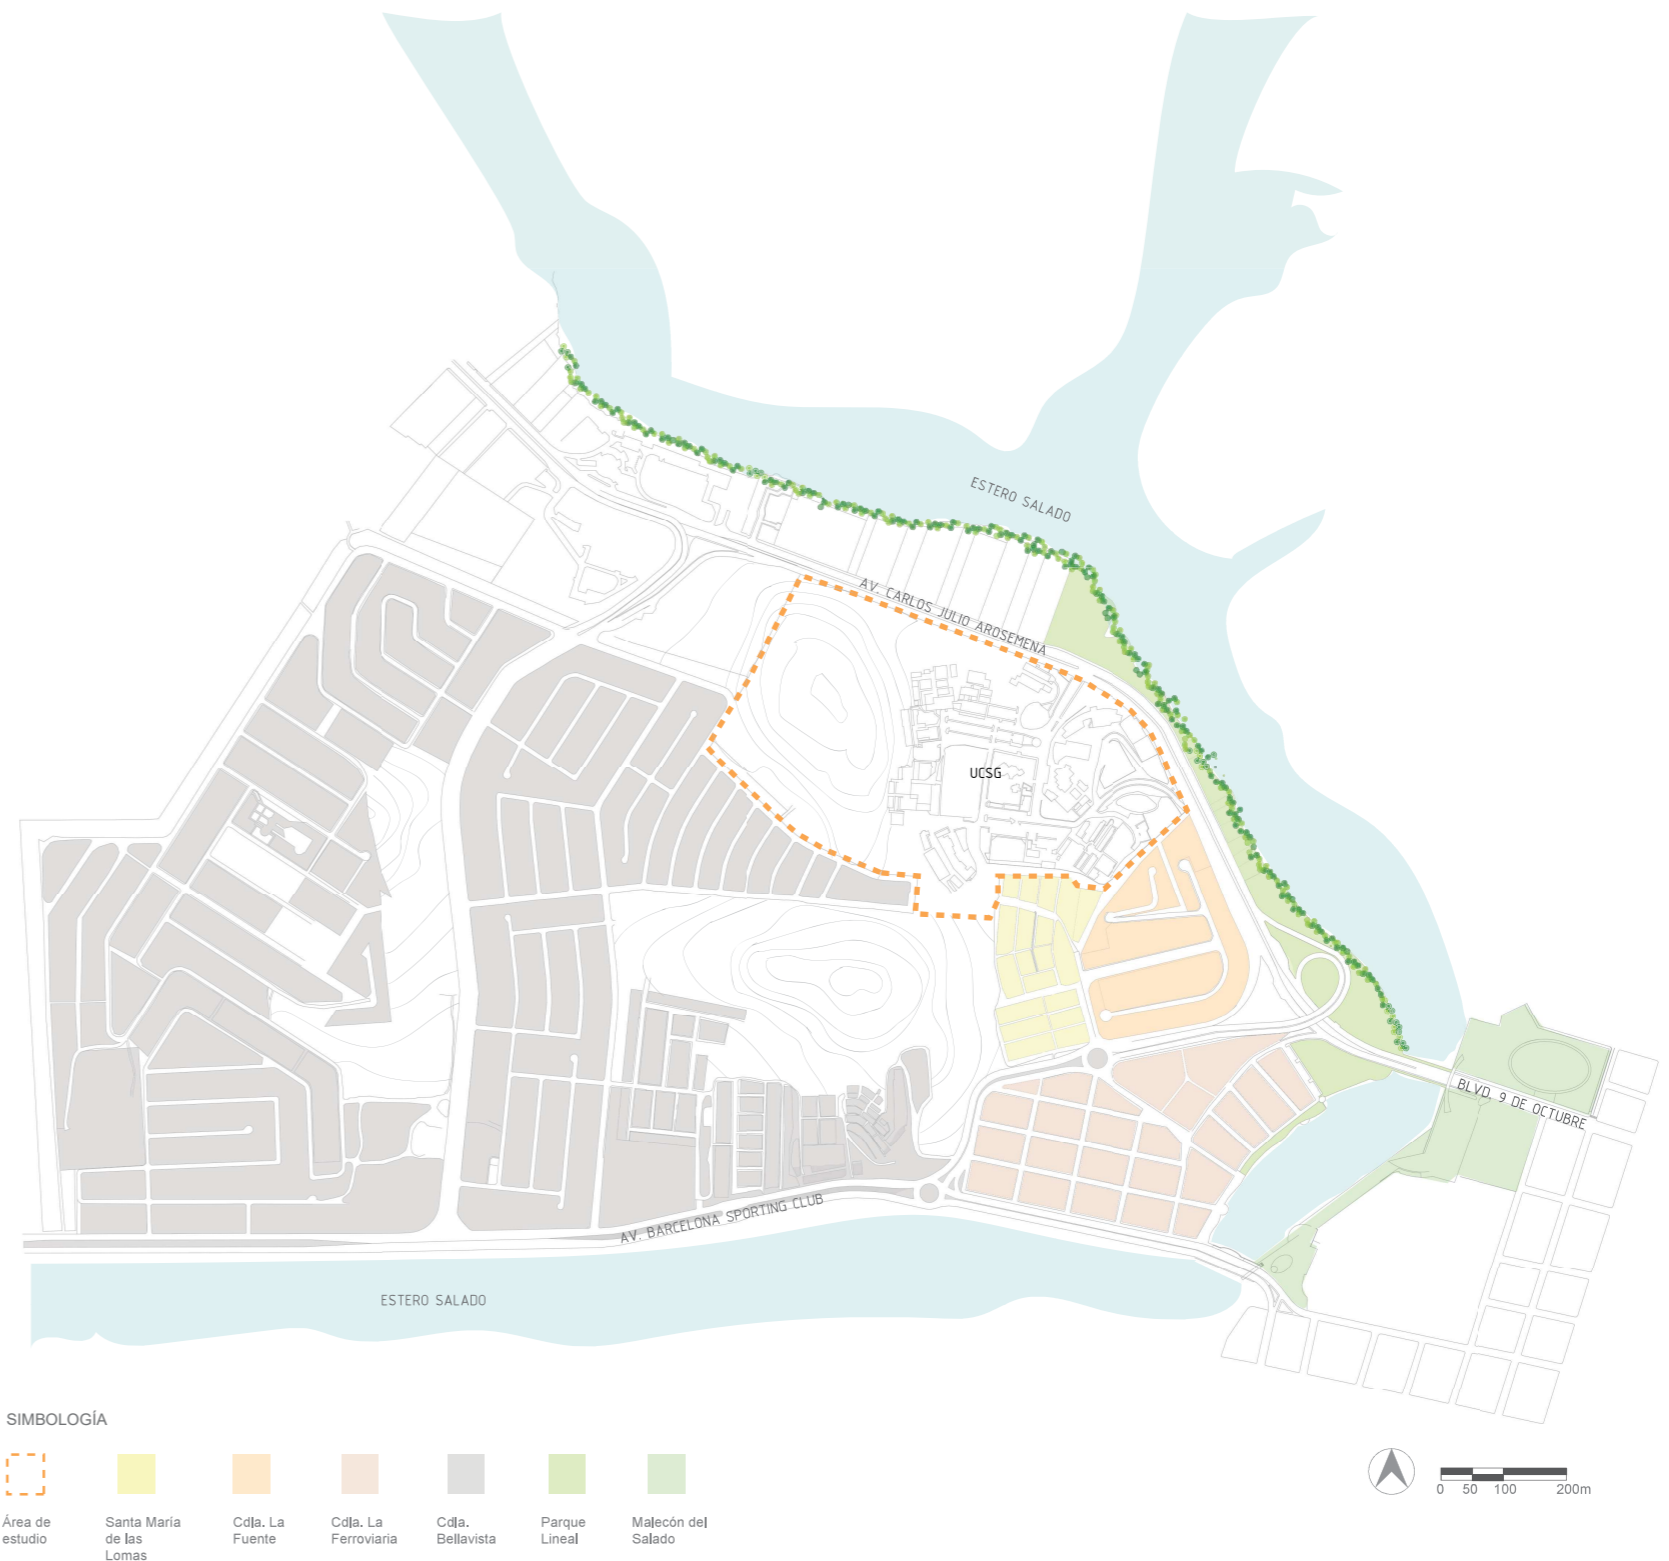 ESTERO SALADO
AV. CARLOS JULIO AROSEMENA
UCSG
BLVD. 9 DE OCTUBRE
AV. BARCELONA SPORTING CLUB
ESTERO SALADO
SIMBOLOGÍA
Área de
estudio
Santa María
de las
Lomas
Cdla. La
Fuente
Cdla. La
Ferroviaria
Cdla.
Bellavista
Parque
Lineal
Malecón del
Salado
0 50 100 200m